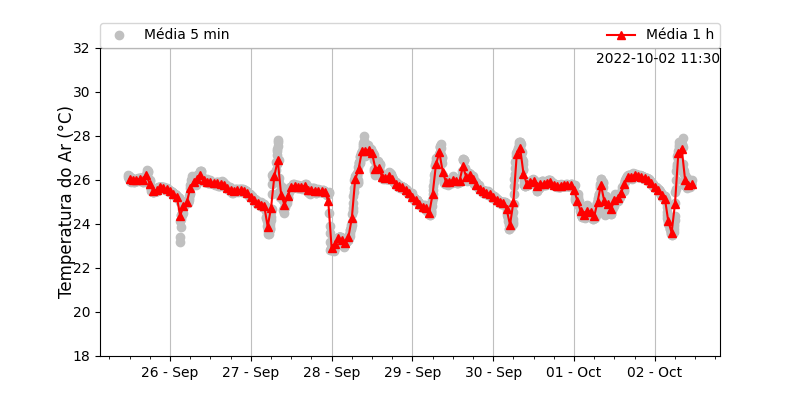 Média 5 min
Média 1 h
2022-10-02 11:30
Temperatura do Ar (°C)
32
30
28
26
24
22
20
18
26 - Sep
27 - Sep
28 - Sep
29 - Sep
30 - Sep
01 - Oct
02 - Oct